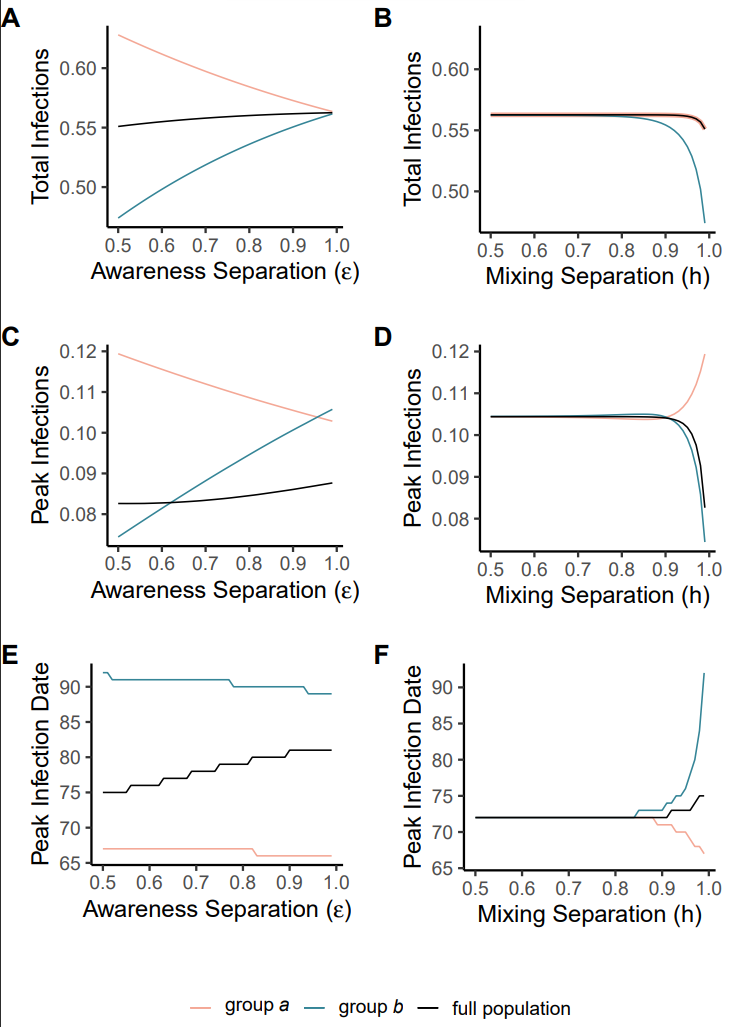 A
Total Infections
0.60
0.55
0.50
0.5 0.6 0.7 0.8 0.9 1.0
Awareness Separation (ε)
B
Total Infections
0.60
0.55
0.50
0.5 0.6 0.7 0.8 0.9 1.0
Mixing Separation (h)
C
Peak Infections
0.12
0.11
0.10
0.09
0.08
0.5 0.6 0.7 0.8 0.9 1.0
Awareness Separation (ε)
D
Peak Infections
0.12
0.11
0.10
0.09
0.08
0.5 0.6 0.7 0.8 0.9 1.0
Mixing Separation (h)
E
Peak Infection Date
90
85
80
75
70
65
0.5 0.6 0.7 0.8 0.9 1.0
Awareness Separation (ε)
F
Peak Infection Date
90
85
80
75
70
65
0.5 0.6 0.7 0.8 0.9 1.0
Mixing Separation (h)
group a group b full population